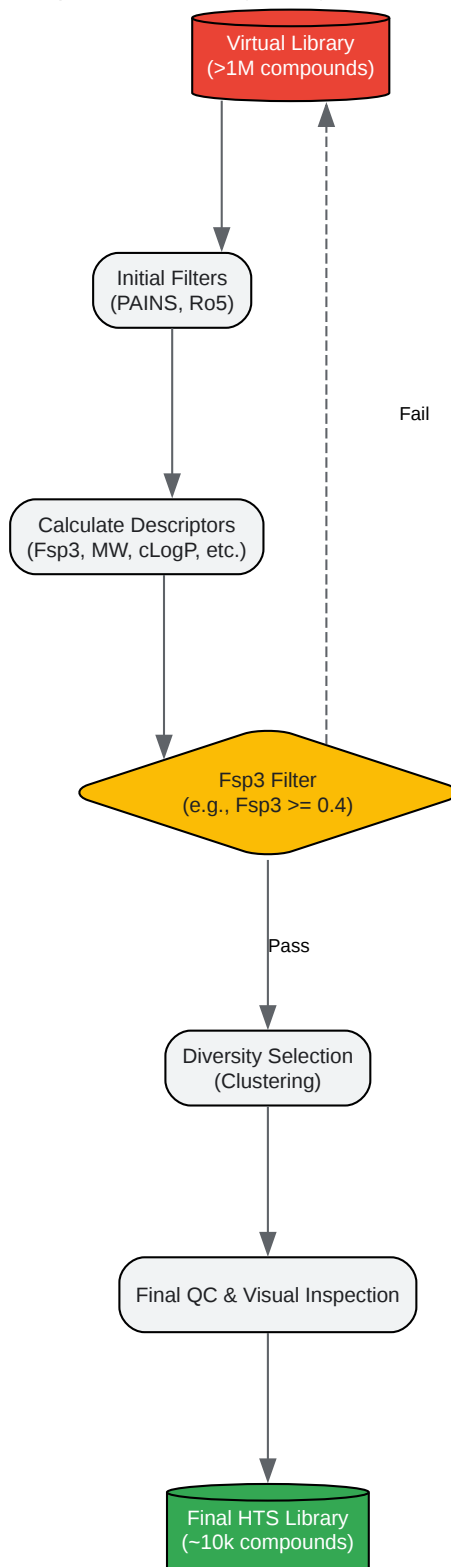 Virtual Library
(>1M compounds)
Initial Filters
(PAINS, Ro5)
Fail
Calculate Descriptors
(Fsp3, MW, cLogP, etc.)
Fsp3 Filter
(e.g., Fsp3 >= 0.4)
Pass
Diversity Selection
(Clustering)
Final QC & Visual Inspection
Final HTS Library
(~10k compounds)